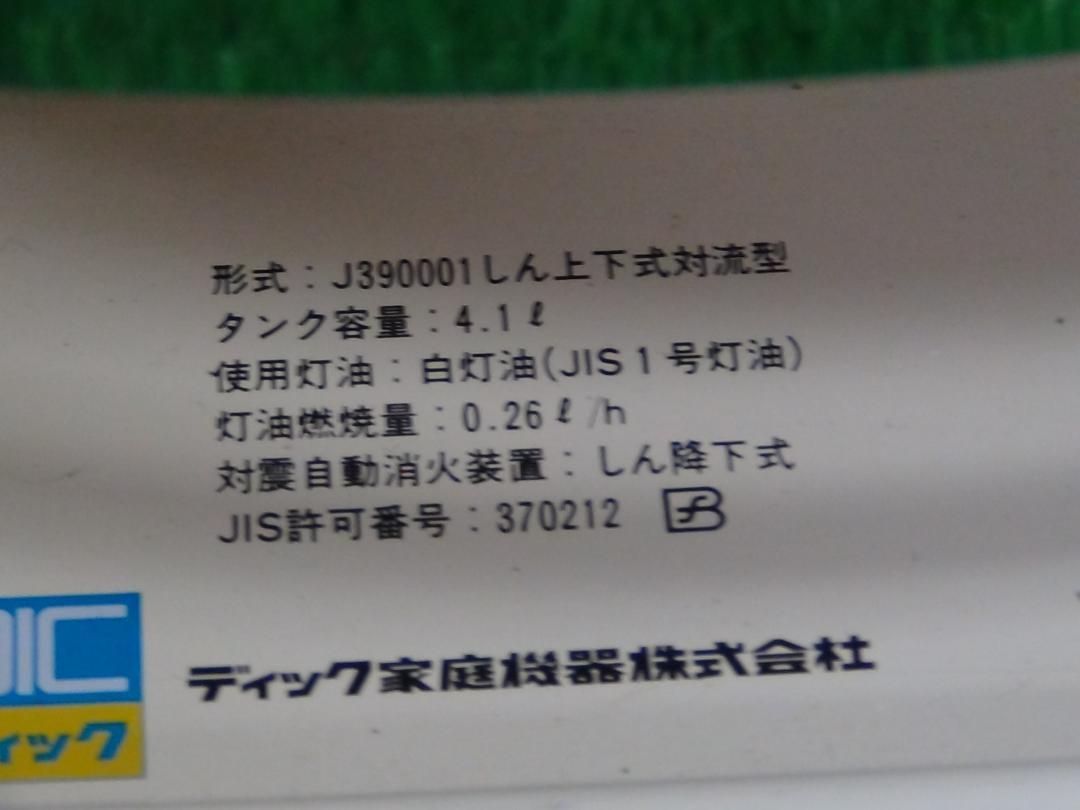 形式：J390001しん上下式対流型
タンク容量：4.1ℓ
使用灯油：白灯油(JIS1号灯油)
灯油燃焼量：0.26ℓ/h
対震自動消火装置：しん降下式
JIS許可番号：370212
DIC
ィック
ディック家庭機器株式会社